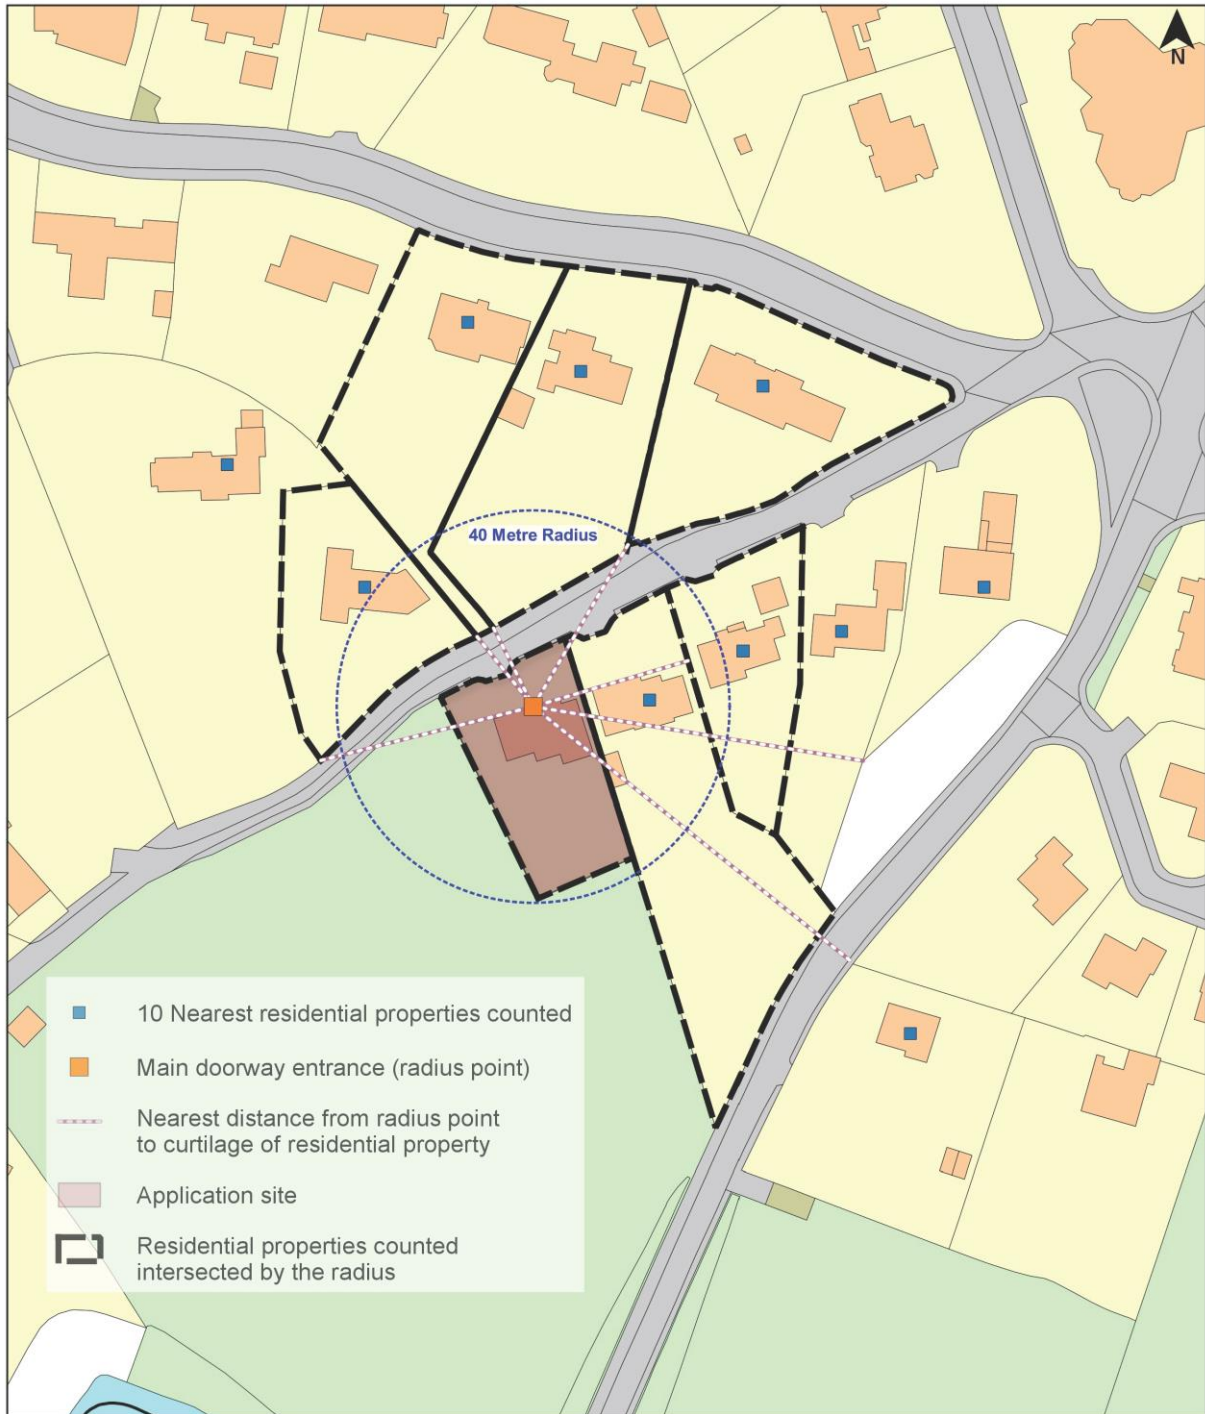 N
40 Metre Radius
10 Nearest residential properties counted
Main doorway entrance (radius point)
Nearest distance from radius point
to curtilage of residential property
Application site
Residential properties counted
intersected by the radius